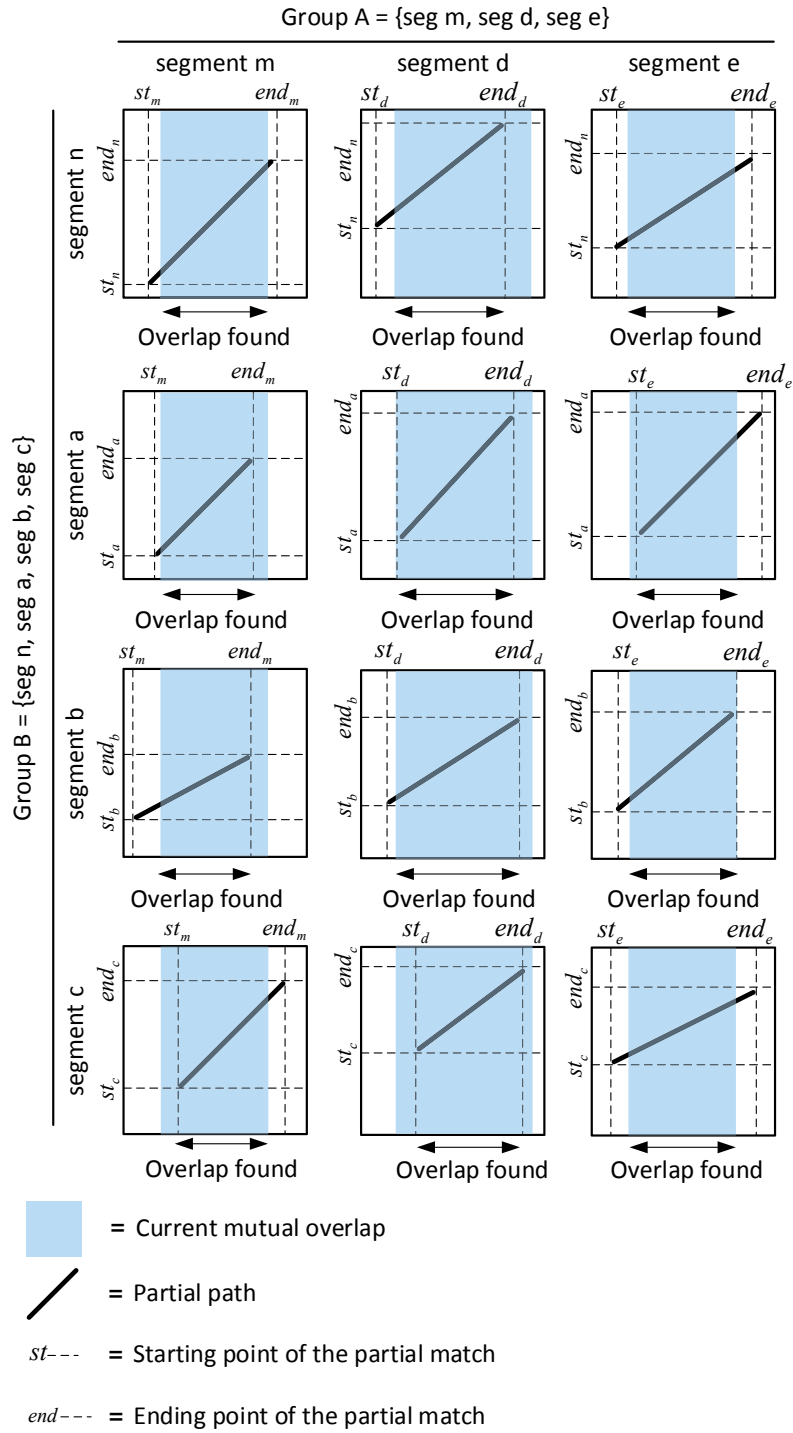 Group A = {seg m, seg d, seg e}
segment m
segment d
segment e
Group B = {seg n, seg a, seg b, seg c}
segment n
st_m
end_m
end_n
st_n
Overlap found
st_d
end_d
end_n
st_n
Overlap found
st_e
end_e
end_n
st_n
Overlap found
segment a
st_m
end_m
end_a
st_a
Overlap found
st_d
end_d
end_a
st_a
Overlap found
st_e
end_e
end_a
st_a
Overlap found
segment b
st_m
end_m
end_b
st_b
Overlap found
st_d
end_d
end_b
st_b
Overlap found
st_e
end_e
end_b
st_b
Overlap found
segment c
st_m
end_m
end_c
st_c
Overlap found
st_d
end_d
end_c
st_c
Overlap found
st_e
end_e
end_c
st_c
Overlap found
= Current mutual overlap
= Partial path
st--- = Starting point of the partial match
end--- = Ending point of the partial match